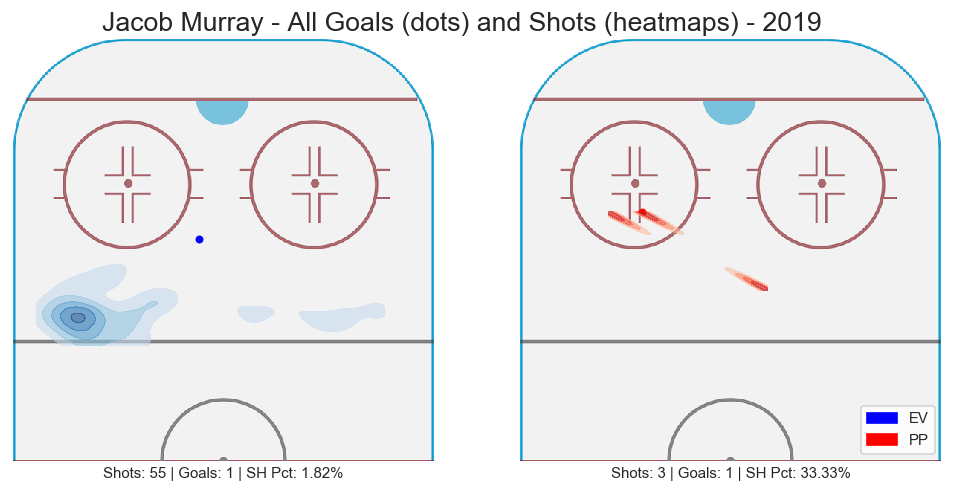 Jacob Murray - All Goals (dots) and Shots (heatmaps) - 2019
EV
PP
Shots: 55 | Goals: 1 | SH Pct: 1.82%
Shots: 3 | Goals: 1 | SH Pct: 33.33%